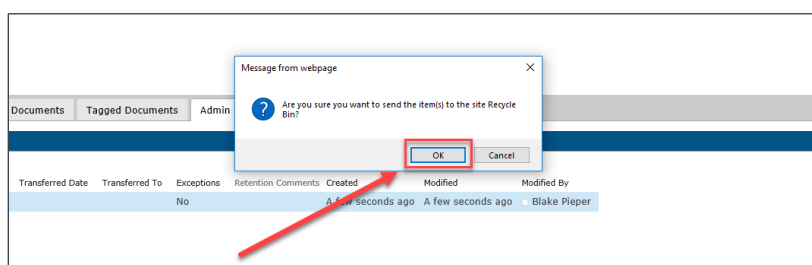 Message from webpage
Are you sure you want to send the item(s) to the site Recycle
Bin?
OK Cancel
Documents Tagged Documents Admin
Transferred Date Transferred To Exceptions Retention Comments Created Modified Modified By
No A few seconds ago A few seconds ago Blake Pieper